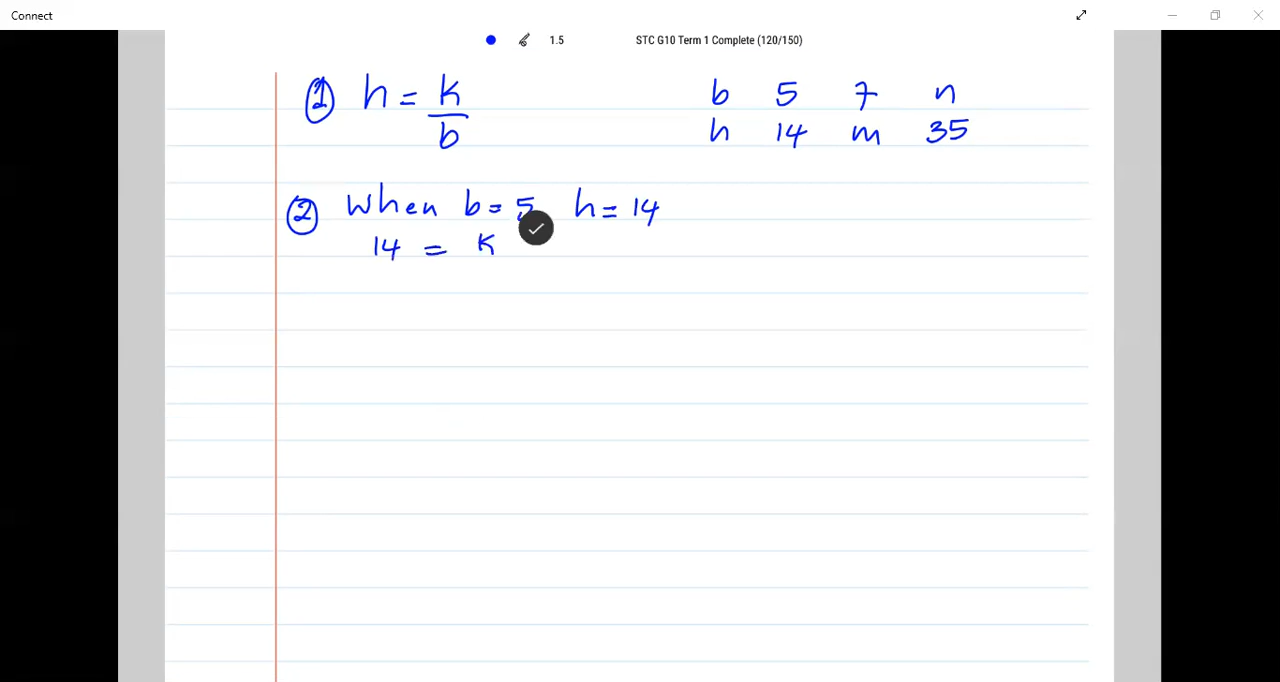 Connect
1.5 STC G10 Term 1 Complete (120/150)
① h = k/b
b 5 7 n
h 14 m 35
② When b = 5 h = 14
14 = k